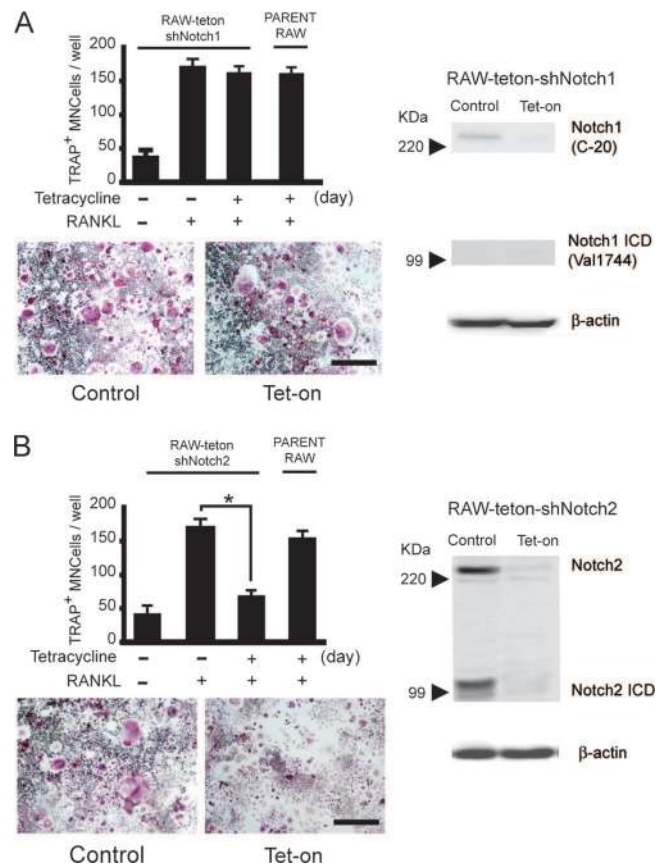 A
RAW-teton
shNotch1
PARENT
RAW
TRAP+ MNCells / well
200
150
100
50
0
Tetracycline − − + + (day)
RANKL − + + +
Control
Tet-on
RAW-teton-shNotch1
KDa
Control Tet-on
220
Notch1
(C-20)
99
Notch1 ICD
(Val1744)
β-actin
B
RAW-teton
shNotch2
PARENT
RAW
TRAP+ MNCells / well
200
150
100
50
0
*
Tetracycline − − + + (day)
RANKL − + + +
Control
Tet-on
RAW-teton-shNotch2
KDa
Control Tet-on
220
Notch2
99
Notch2 ICD
β-actin